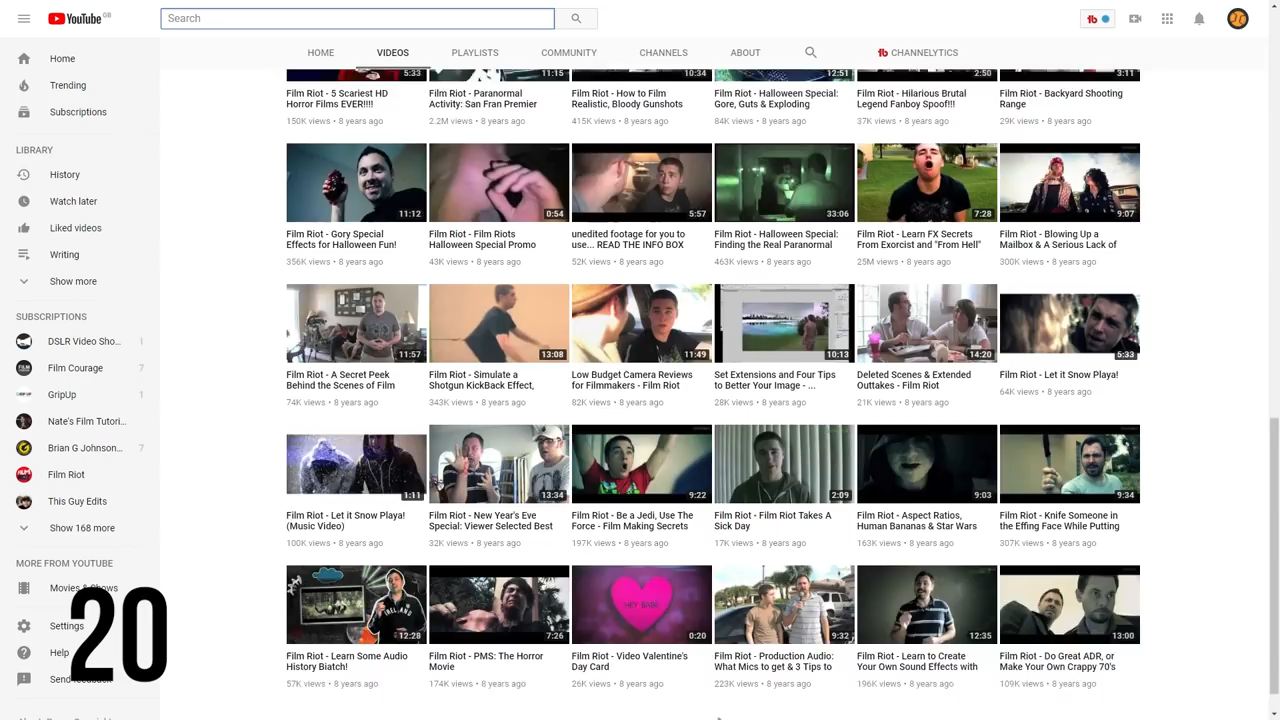 YouTube GB
Search
HOME
VIDEOS
PLAYLISTS
COMMUNITY
CHANNELS
ABOUT
CHANNELYTICS
Home
Trending
Subscriptions
LIBRARY
History
Watch later
Liked videos
Writing
Show more
SUBSCRIPTIONS
DSLR Video Sho... 1
Film Courage 7
GripUp 1
Nate's Film Tutori...
Brian G Johnson... 7
Film Riot
This Guy Edits
Show 168 more
MORE FROM YOUTUBE
Movies & Shows
Settings
Help
20
5:33
11:15
10:34
12:51
2:50
3:11
Film Riot - 5 Scariest HD
Horror Films EVER!!!!
150K views • 8 years ago
Film Riot - Paranormal
Activity: San Fran Premier
2.2M views • 8 years ago
Film Riot - How to Film
Realistic, Bloody Gunshots
415K views • 8 years ago
Film Riot - Halloween Special:
Gore, Guts & Exploding
84K views • 8 years ago
Film Riot - Hilarious Brutal
Legend Fanboy Spoof!!!
37K views • 8 years ago
Film Riot - Backyard Shooting
Range
29K views • 8 years ago
11:12
0:54
5:57
33:06
7:28
9:07
Film Riot - Gory Special
Effects for Halloween Fun!
356K views • 8 years ago
Film Riot - Film Riots
Halloween Special Promo
43K views • 8 years ago
unedited footage for you to
use... READ THE INFO BOX
52K views • 8 years ago
Film Riot - Halloween Special:
Finding the Real Paranormal
463K views • 8 years ago
Film Riot - Learn FX Secrets
From Exorcist and "From Hell"
25M views • 8 years ago
Film Riot - Blowing Up a
Mailbox & A Serious Lack of
300K views • 8 years ago
11:57
13:08
11:49
10:13
14:20
5:33
Film Riot - A Secret Peek
Behind the Scenes of Film
74K views • 8 years ago
Film Riot - Simulate a
Shotgun KickBack Effect,
343K views • 8 years ago
Low Budget Camera Reviews
for Filmmakers - Film Riot
82K views • 8 years ago
Set Extensions and Four Tips
to Better Your Image - ...
28K views • 8 years ago
Deleted Scenes & Extended
Outtakes - Film Riot
21K views • 8 years ago
Film Riot - Let it Snow Playa!
64K views • 8 years ago
1:11
13:34
9:22
2:09
9:03
9:34
Film Riot - Let it Snow Playa!
(Music Video)
100K views • 8 years ago
Film Riot - New Year's Eve
Special: Viewer Selected Best
32K views • 8 years ago
Film Riot - Be a Jedi, Use The
Force - Film Making Secrets
197K views • 8 years ago
Film Riot - Film Riot Takes A
Sick Day
17K views • 8 years ago
Film Riot - Aspect Ratios,
Human Bananas & Star Wars
163K views • 8 years ago
Film Riot - Knife Someone in
the Effing Face While Putting
307K views • 8 years ago
12:28
7:26
HEY BABE
0:20
9:32
12:35
13:00
Film Riot - Learn Some Audio
History Biatch!
57K views • 8 years ago
Film Riot - PMS: The Horror
Movie
174K views • 8 years ago
Film Riot - Video Valentine's
Day Card
26K views • 8 years ago
Film Riot - Production Audio:
What Mics to get & 3 Tips to
223K views • 8 years ago
Film Riot - Learn to Create
Your Own Sound Effects with
196K views • 8 years ago
Film Riot - Do Great ADR, or
Make Your Own Crappy 70's
109K views • 8 years ago